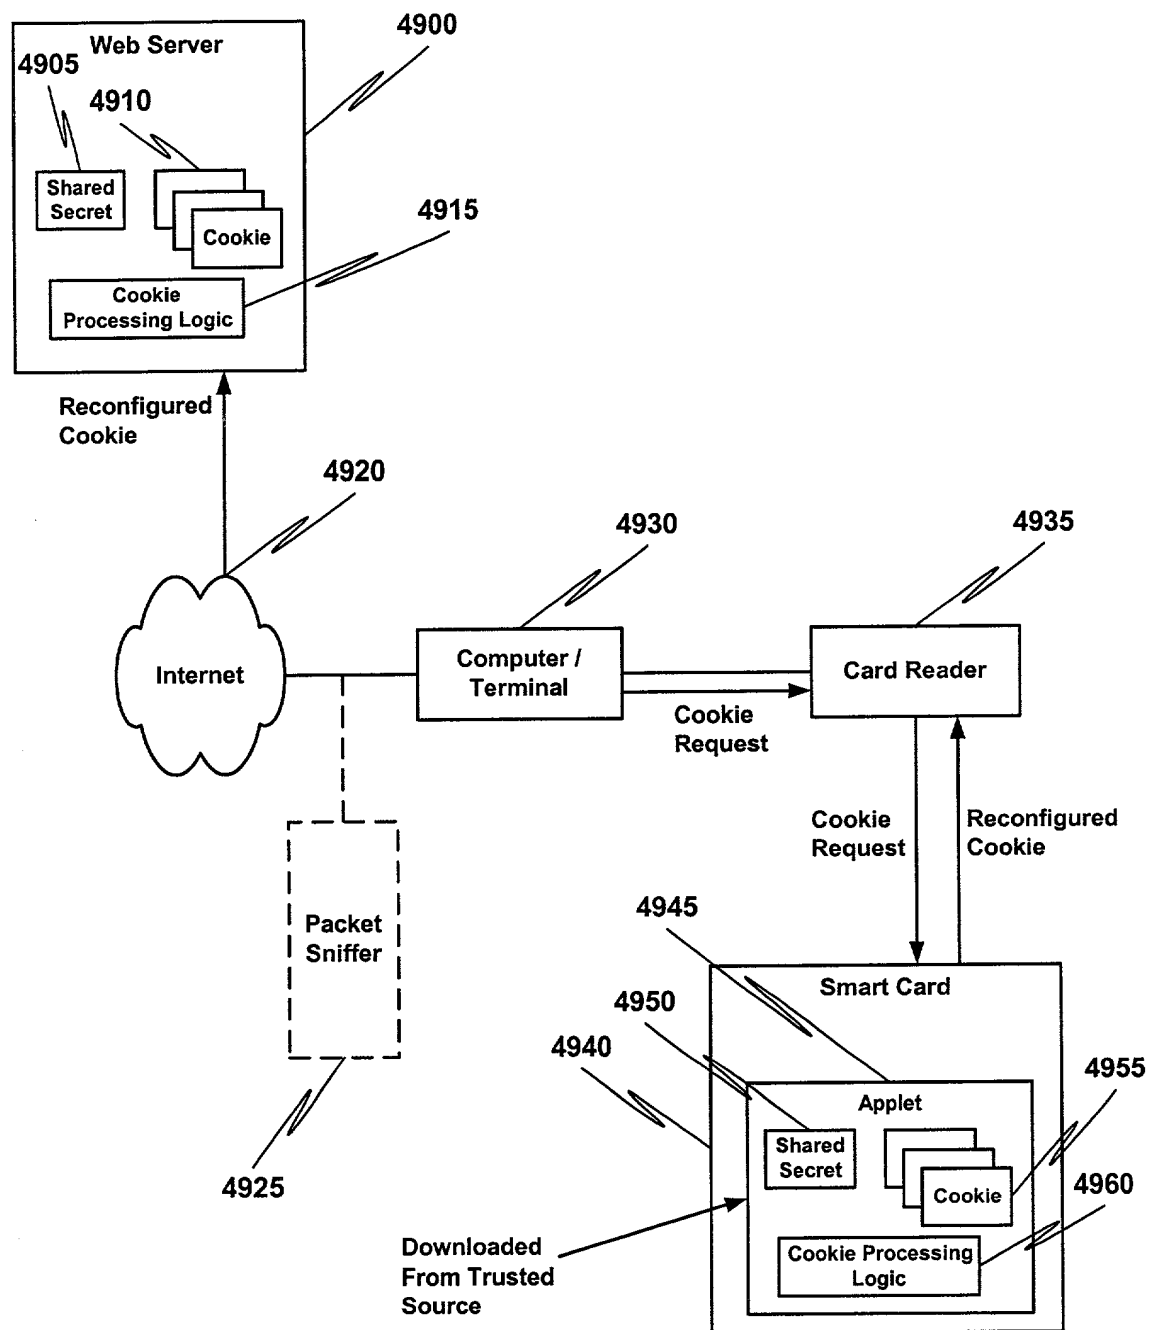 4900
Web Server
4905
4910
Shared
Secret
Cookie
4915
Cookie
Processing Logic
Reconfigured
Cookie
4920
4930
4935
Internet
Computer /
Terminal
Card Reader
Cookie
Request
Cookie
Request
Reconfigured
Cookie
Packet
Sniffer
4925
4945
Smart Card
4950
4940
4955
Applet
Shared
Secret
Cookie
4960
Cookie Processing
Logic
Downloaded
From Trusted
Source